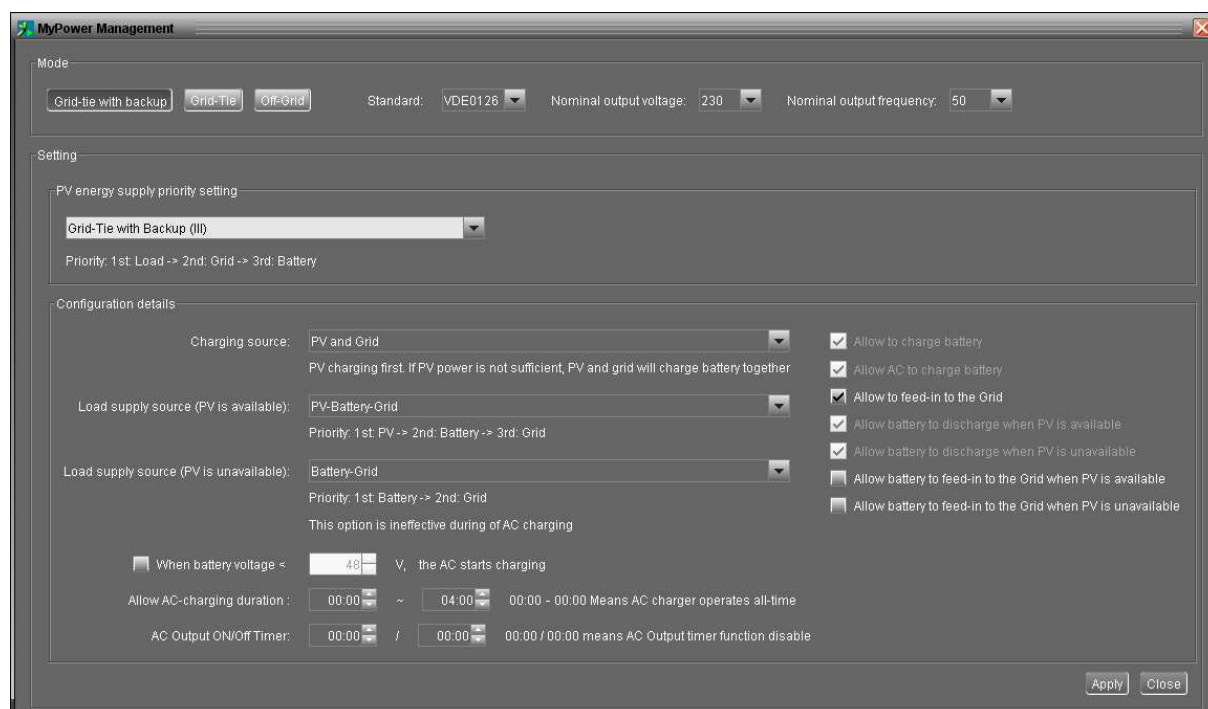 MyPower Management
Mode
Grid-tie with backup Grid-Tie Off-Grid Standard: VDE0126 Nominal output voltage: 230 Nominal output frequency: 50
Setting
PV energy supply priority setting
Grid-Tie with Backup (III)
Priority: 1st: Load -> 2nd: Grid -> 3rd: Battery
Configuration details
Charging source: PV and Grid
PV charging first. If PV power is not sufficient, PV and grid will charge battery together
Load supply source (PV is available): PV-Battery-Grid
Priority: 1st: PV -> 2nd: Battery -> 3rd: Grid
Load supply source (PV is unavailable): Battery-Grid
Priority: 1st: Battery -> 2nd: Grid
This option is ineffective during of AC charging
Allow to charge battery
Allow AC to charge battery
Allow to feed-in to the Grid
Allow battery to discharge when PV is available
Allow battery to discharge when PV is unavailable
Allow battery to feed-in to the Grid when PV is available
Allow battery to feed-in to the Grid when PV is unavailable
When battery voltage < 48 V, the AC starts charging
Allow AC-charging duration : 00:00 ~ 04:00 00:00 - 00:00 Means AC charger operates all-time
AC Output ON/Off Timer: 00:00 / 00:00 00:00 / 00:00 means AC Output timer function disable
Apply Close